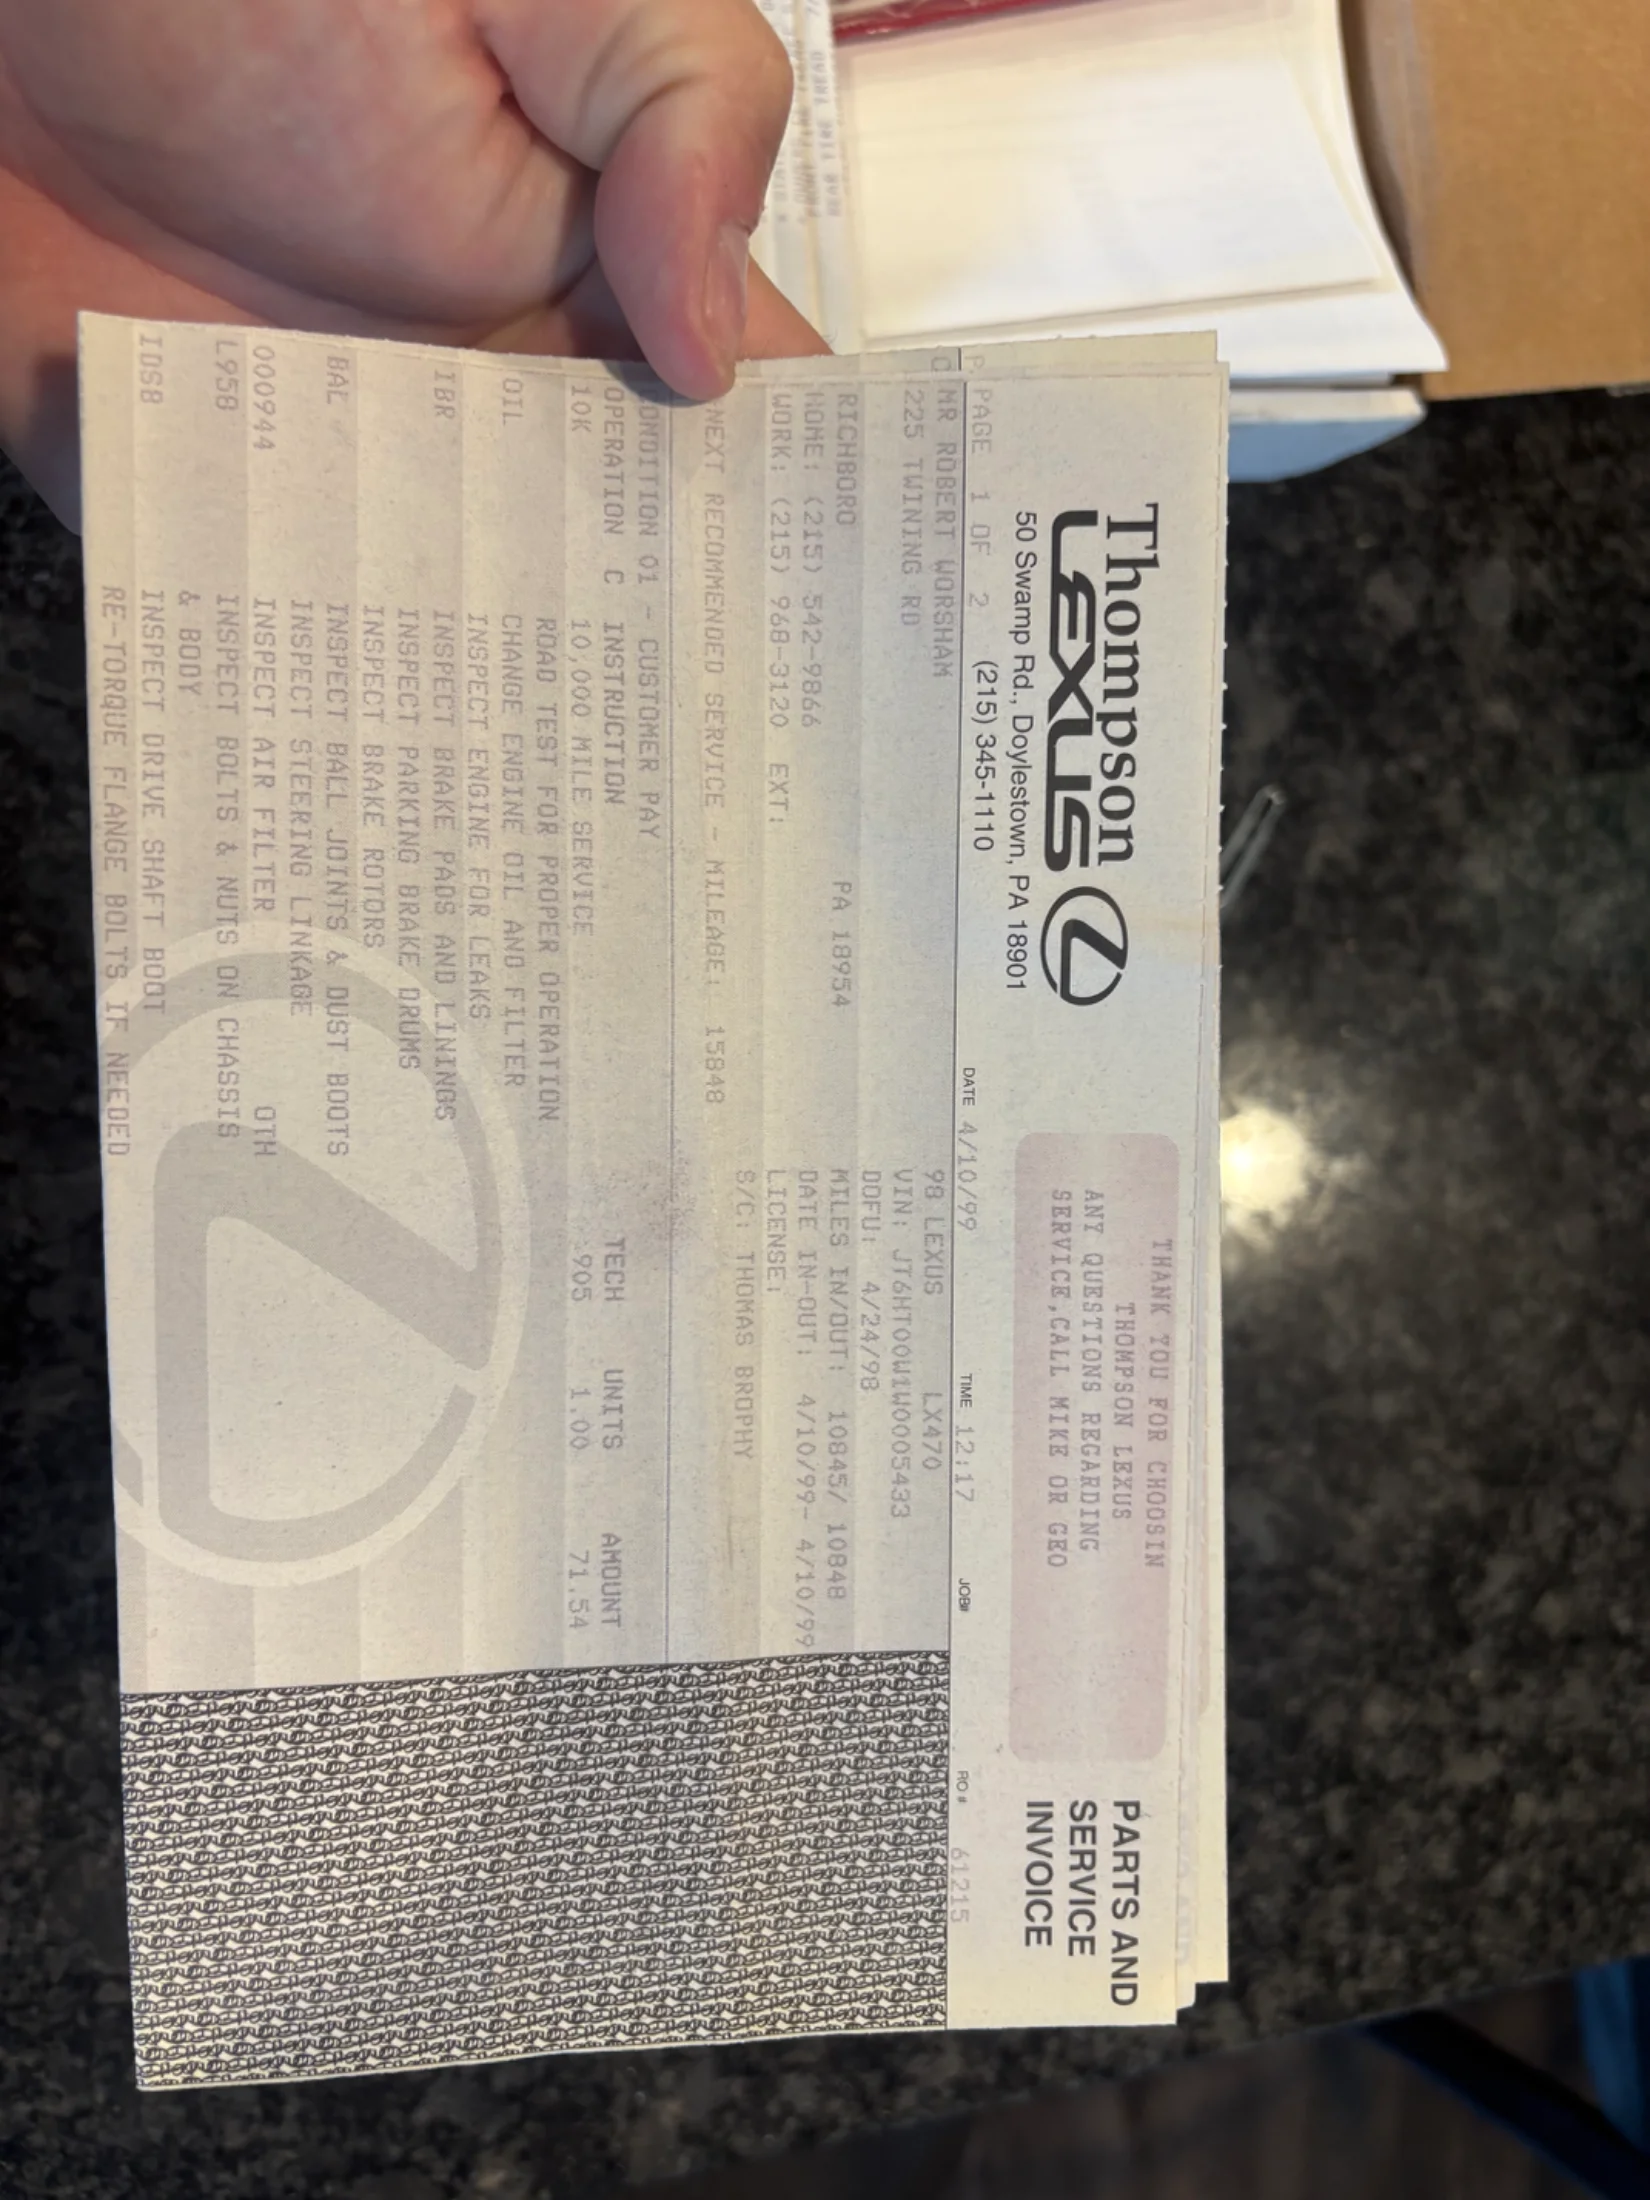 Thompson
LEXUS
50 Swamp Rd., Doylestown, PA 18901
(215) 345-1110
THANK YOU FOR CHOOSIN
THOMPSON LEXUS
ANY QUESTIONS REGARDING
SERVICE,CALL MIKE OR GEO
PARTS AND
SERVICE
INVOICE
PAGE 1 OF 2
DATE 4/10/99 TIME 12:17 JOB# RO# 61215
MR ROBERT WORSHAM 98 LEXUS LX470
225 TWINING RD VIN: JT6HT00W1W0005433
DOFU: 4/24/98
RICHBORO PA 18954 MILES IN/OUT: 10845/ 10848
HOME: (215) 542-9866 DATE IN-OUT: 4/10/99- 4/10/99
WORK: (215) 968-3120 EXT: LICENSE:
S/C: THOMAS BROPHY
NEXT RECOMMENDED SERVICE - MILEAGE: 15848
ONDITION 01 - CUSTOMER PAY
OPERATION C INSTRUCTION TECH UNITS AMOUNT
10K 10,000 MILE SERVICE 905 1.00 71.54
ROAD TEST FOR PROPER OPERATION
OIL CHANGE ENGINE OIL AND FILTER
INSPECT ENGINE FOR LEAKS
IBR INSPECT BRAKE PADS AND LININGS
INSPECT PARKING BRAKE DRUMS
INSPECT BRAKE ROTORS
BAL INSPECT BALL JOINTS & DUST BOOTS
INSPECT STEERING LINKAGE
000944 INSPECT AIR FILTER OTH
L958 INSPECT BOLTS & NUTS ON CHASSIS
& BODY
IDSB INSPECT DRIVE SHAFT BOOT
RE-TORQUE FLANGE BOLTS IF NEEDED